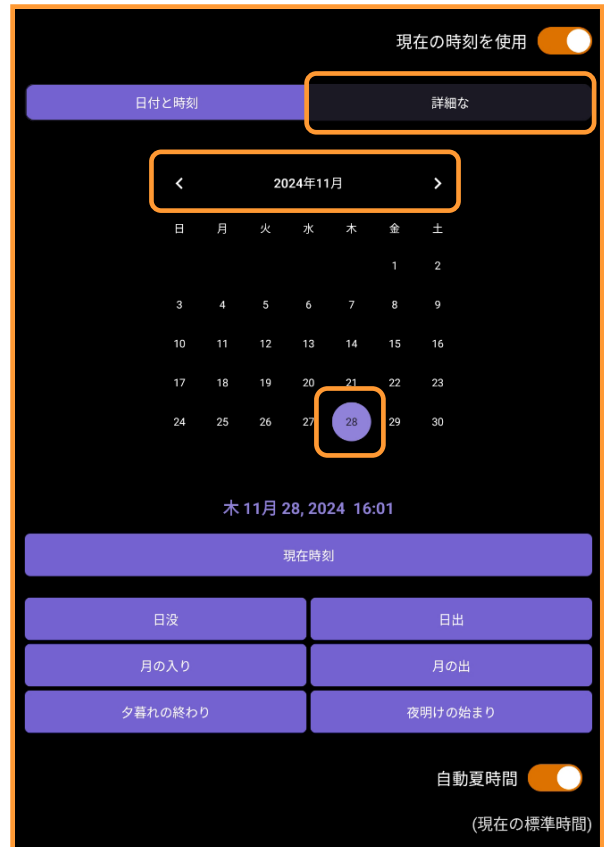 現在の時刻を使用
日付と時刻 詳細な
2024年11月
日 月 火 水 木 金 土
1 2
3 4 5 6 7 8 9
10 11 12 13 14 15 16
17 18 19 20 21 22 23
24 25 26 27 28 29 30
木 11月 28, 2024 16:01
現在時刻
日没 日出
月の入り 月の出
夕暮れの終わり 夜明けの始まり
自動夏時間
(現在の標準時間)